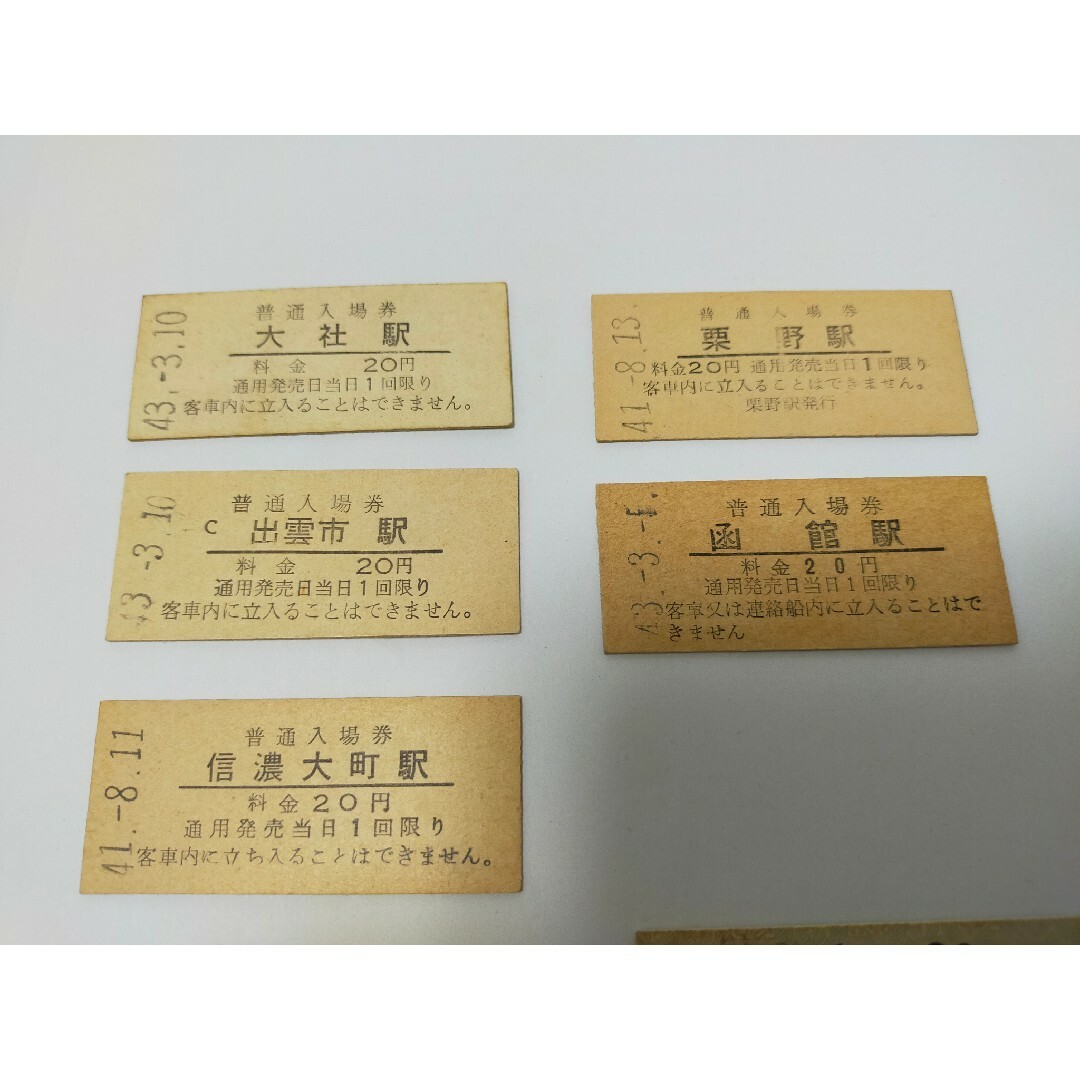 普通入場券
大社駅
料金 20円
通用発売日当日1回限り
客車内に立入ることはできません。
43.-3.10
普通入場券
栗野駅
料金20円 通用発売当日1回限り
客車内に立入ることはできません。
栗野駅発行
41-8.13.
普通入場券
C 出雲市駅
料金 20円
通用発売日当日1回限り
客車内に立入ることはできません。
43-3.10
普通入場券
函館駅
料金20円
通用発売日当日1回限り
客車又は連絡船内に立入ることはで
きません
43.-3.
普通入場券
信濃大町駅
料金20円
通用発売当日1回限り
客車内に立ち入ることはできません。
41.-8.11